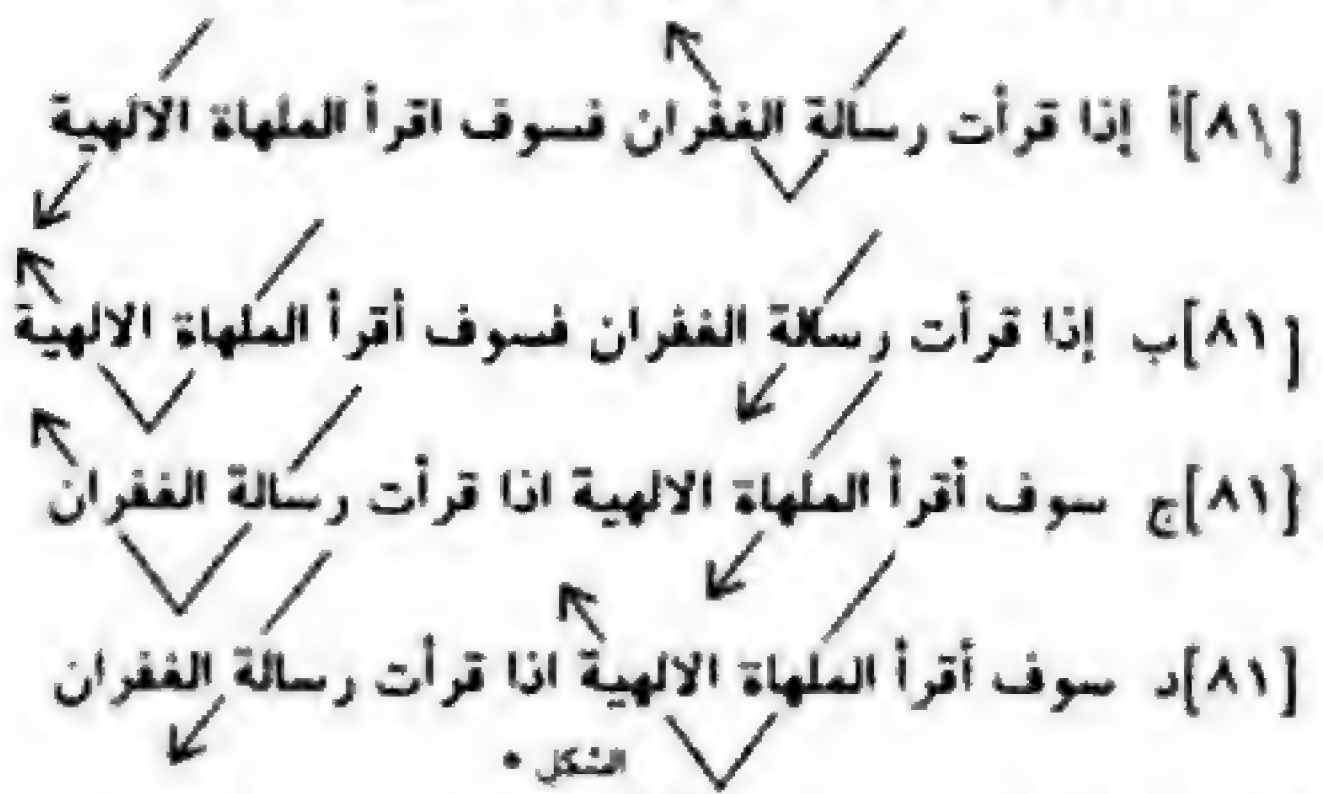 [٨١]أ إذا قرأت رسالة الغفران فسوف اقرأ الملهاة الالهية
[٨١]ب إذا قرأت رسالة الغفران فسوف أقرأ الملهاة الالهية
[٨١]ج سوف أقرأ الملهاة الالهية اذا قرأت رسالة الغفران
[٨١]د سوف أقرأ الملهاة الالهية اذا قرأت رسالة الغفران
الشكل ٥